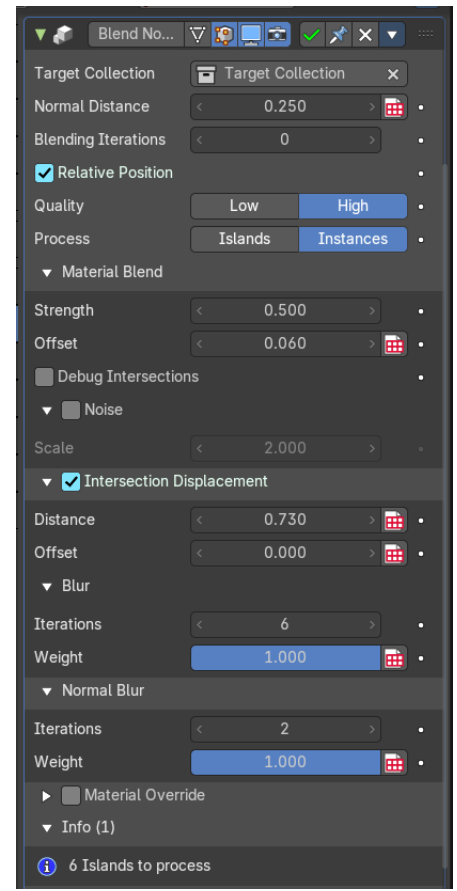 Blend No...
Target Collection Target Collection
Normal Distance 0.250
Blending Iterations 0
Relative Position
Quality Low High
Process Islands Instances
Material Blend
Strength 0.500
Offset 0.060
Debug Intersections
Noise
Scale 2.000
Intersection Displacement
Distance 0.730
Offset 0.000
Blur
Iterations 6
Weight 1.000
Normal Blur
Iterations 2
Weight 1.000
Material Override
Info (1)
6 Islands to process